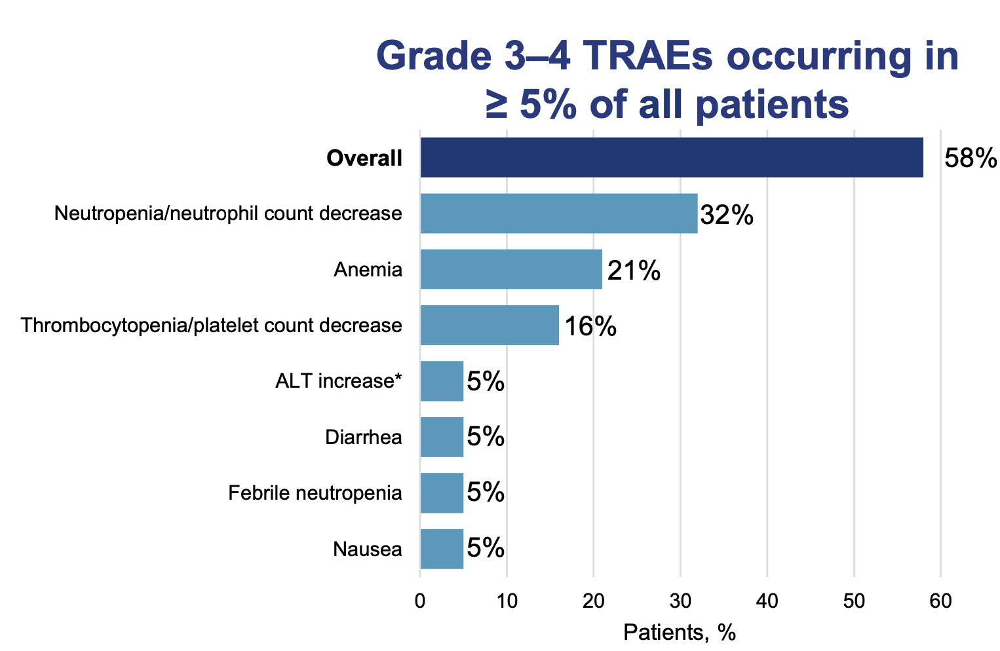 Grade 3–4 TRAEs occurring in
≥ 5% of all patients
Overall 58%
Neutropenia/neutrophil count decrease 32%
Anemia 21%
Thrombocytopenia/platelet count decrease 16%
ALT increase* 5%
Diarrhea 5%
Febrile neutropenia 5%
Nausea 5%
0 10 20 30 40 50 60
Patients, %